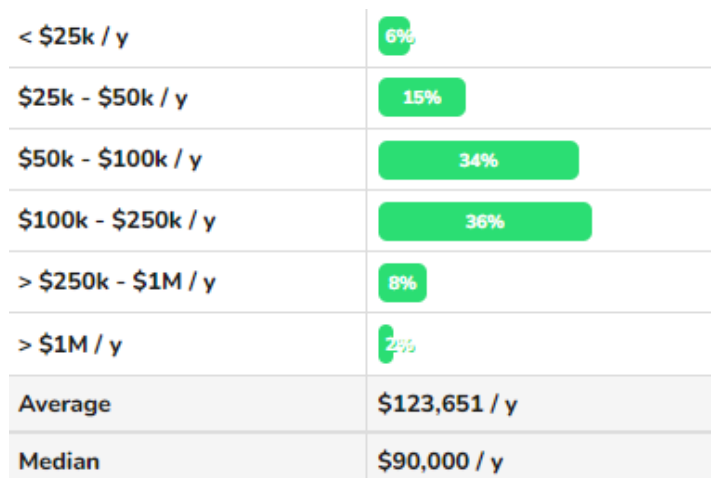 < $25k / y 6%
$25k - $50k / y 15%
$50k - $100k / y 34%
$100k - $250k / y 36%
> $250k - $1M / y 8%
> $1M / y 2%
Average $123,651 / y
Median $90,000 / y